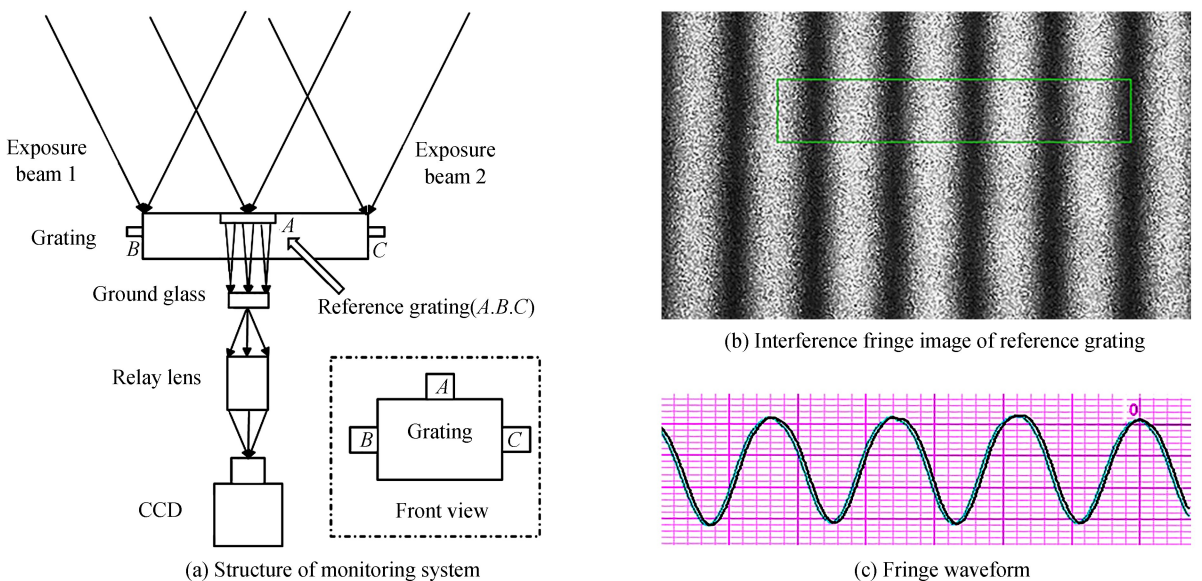 Exposure
beam 1
Exposure
beam 2
A
Grating
B
C
Ground glass
Reference grating(A.B.C)
Relay lens
A
B
Grating
C
CCD
Front view
(a) Structure of monitoring system
(b) Interference fringe image of reference grating
0
(c) Fringe waveform